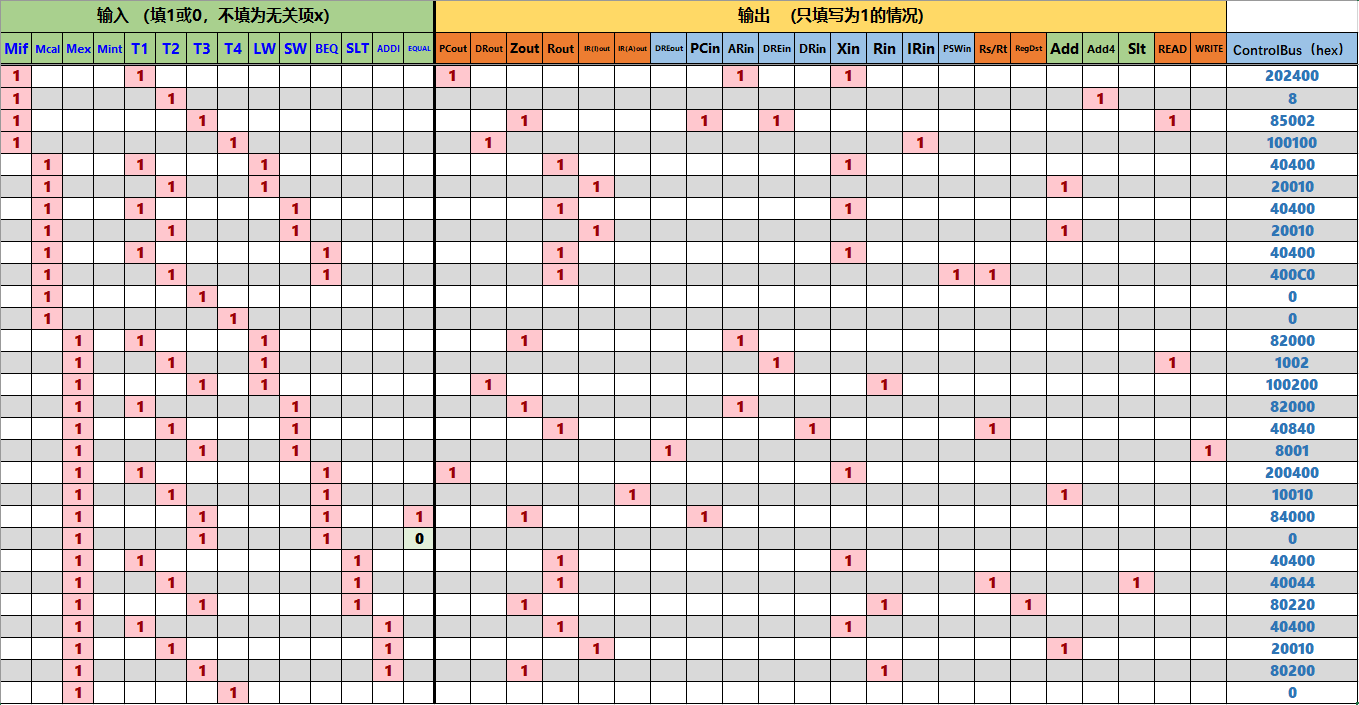 输入 (填1或0，不填为无关项x) 输出 (只填写为1的情况)
Mif Mcal Mex Mint T1 T2 T3 T4 LW SW BEQ SLT ADDI EQUAL PCout DRout Zout Rout IR(I)out IR(A)out DREout PCin ARin DREin DRin Xin Rin IRin PSWin Rs/Rt RegDst Add Add4 Slt READ WRITE ControlBus (hex)
1 1 1 1 1 202400
1 1 1 8
1 1 1 1 1 1 85002
1 1 1 1 100100
1 1 1 1 1 40400
1 1 1 1 1 20010
1 1 1 1 1 40400
1 1 1 1 1 20010
1 1 1 1 1 40400
1 1 1 1 1 1 400C0
1 1 0
1 1 0
1 1 1 1 1 82000
1 1 1 1 1 1002
1 1 1 1 1 100200
1 1 1 1 1 82000
1 1 1 1 1 1 40840
1 1 1 1 1 8001
1 1 1 1 1 200400
1 1 1 1 1 10010
1 1 1 1 1 1 84000
1 1 1 0 0
1 1 1 1 1 40400
1 1 1 1 1 1 40044
1 1 1 1 1 1 80220
1 1 1 1 1 40400
1 1 1 1 1 20010
1 1 1 1 1 80200
1 1 0